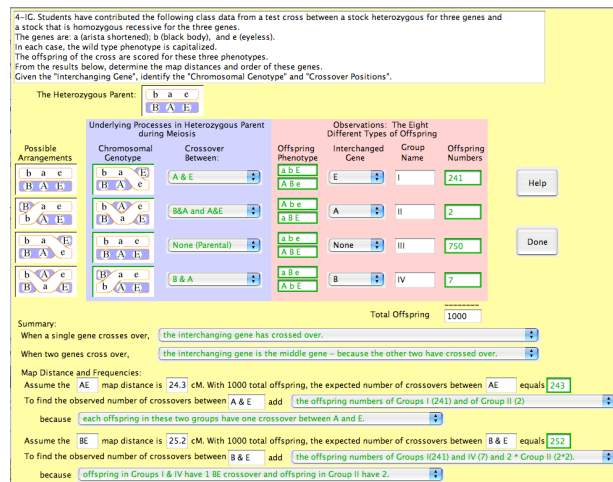 4-IG. Students have contributed the following class data from a test cross between a stock heterozygous for three genes and
a stock that is homozygous recessive for the three genes.
The genes are: a (arista shortened); b (black body), and e (eyeless).
In each case, the wild type phenotype is capitalized.
The offspring of the cross are scored for these three phenotypes.
From the results below, determine the map distances and order of these genes.
Given the "Interchanging Gene", identify the "Chromosomal Genotype" and "Crossover Positions".
The Heterozygous Parent: b a e
B A E
Underlying Processes in Heterozygous Parent
during Meiosis
Observations: The Eight
Different Types of Offspring
Possible
Arrangements
Chromosomal
Genotype
Crossover
Between:
Offspring
Phenotype
Interchanged
Gene
Group
Name
Offspring
Numbers
b a e
B A E
b a E
B A e
A & E
a b E
A B e
E
I
241
Help
B a e
b A E
b A e
B a E
B&A and A&E
A b e
a B E
A
II
2
b a E
B A e
b a e
B A E
None (Parental)
a b e
A B E
None
III
750
Done
b A e
B a E
B a e
b A E
B & A
a B e
A b E
B
IV
7
Total Offspring 1000
Summary:
When a single gene crosses over, the interchanging gene has crossed over.
When two genes cross over, the interchanging gene is the middle gene - because the other two have crossed over.
Map Distance and Frequencies:
Assume the AE map distance is 24.3 cM. With 1000 total offspring, the expected number of crossovers between AE equals 243
To find the observed number of crossovers between A & E add the offspring numbers of Groups I (241) and of Group II (2)
because each offspring in these two groups have one crossover between A and E.
Assume the BE map distance is 25.2 cM. With 1000 total offspring, the expected number of crossovers between B & E equals 252
To find the observed number of crossovers between B & E add the offspring numbers of Groups I(241) and IV (7) and 2 * Group II (2*2).
because offspring in Groups I & IV have 1 BE crossover and offspring in Group II have 2.